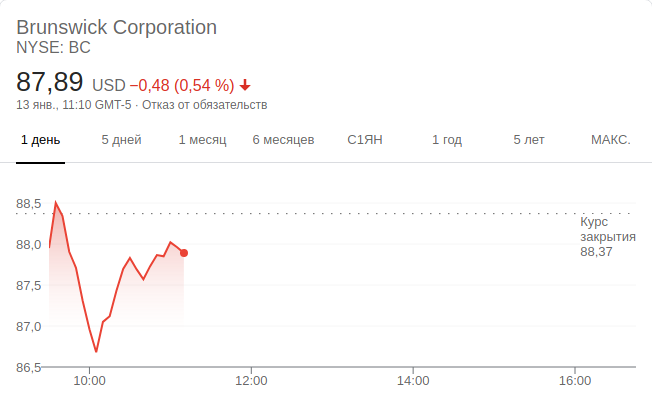 Brunswick Corporation
NYSE: BC
87,89 USD −0,48 (0,54 %)
13 янв., 11:10 GMT-5 · Отказ от обязательств
1 день 5 дней 1 месяц 6 месяцев С1ЯН 1 год 5 лет МАКС.
88,5
Курс
закрытия
88,37
88,0
87,5
87,0
86,5
10:00 12:00 14:00 16:00